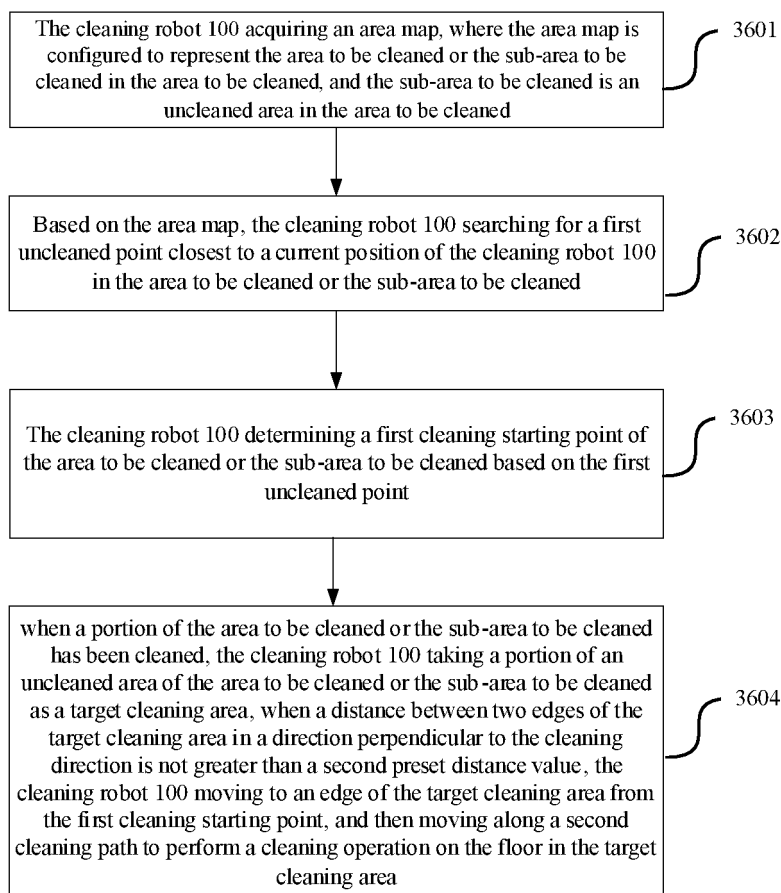 The cleaning robot 100 acquiring an area map, where the area map is
configured to represent the area to be cleaned or the sub-area to be
cleaned in the area to be cleaned, and the sub-area to be cleaned is an
uncleaned area in the area to be cleaned
3601
Based on the area map, the cleaning robot 100 searching for a first
uncleaned point closest to a current position of the cleaning robot 100
in the area to be cleaned or the sub-area to be cleaned
3602
The cleaning robot 100 determining a first cleaning starting point of
the area to be cleaned or the sub-area to be cleaned based on the first
uncleaned point
3603
when a portion of the area to be cleaned or the sub-area to be cleaned
has been cleaned, the cleaning robot 100 taking a portion of an
uncleaned area of the area to be cleaned or the sub-area to be cleaned
as a target cleaning area, when a distance between two edges of the
target cleaning area in a direction perpendicular to the cleaning
direction is not greater than a second preset distance value, the
cleaning robot 100 moving to an edge of the target cleaning area from
the first cleaning starting point, and then moving along a second
cleaning path to perform a cleaning operation on the floor in the target
cleaning area
3604